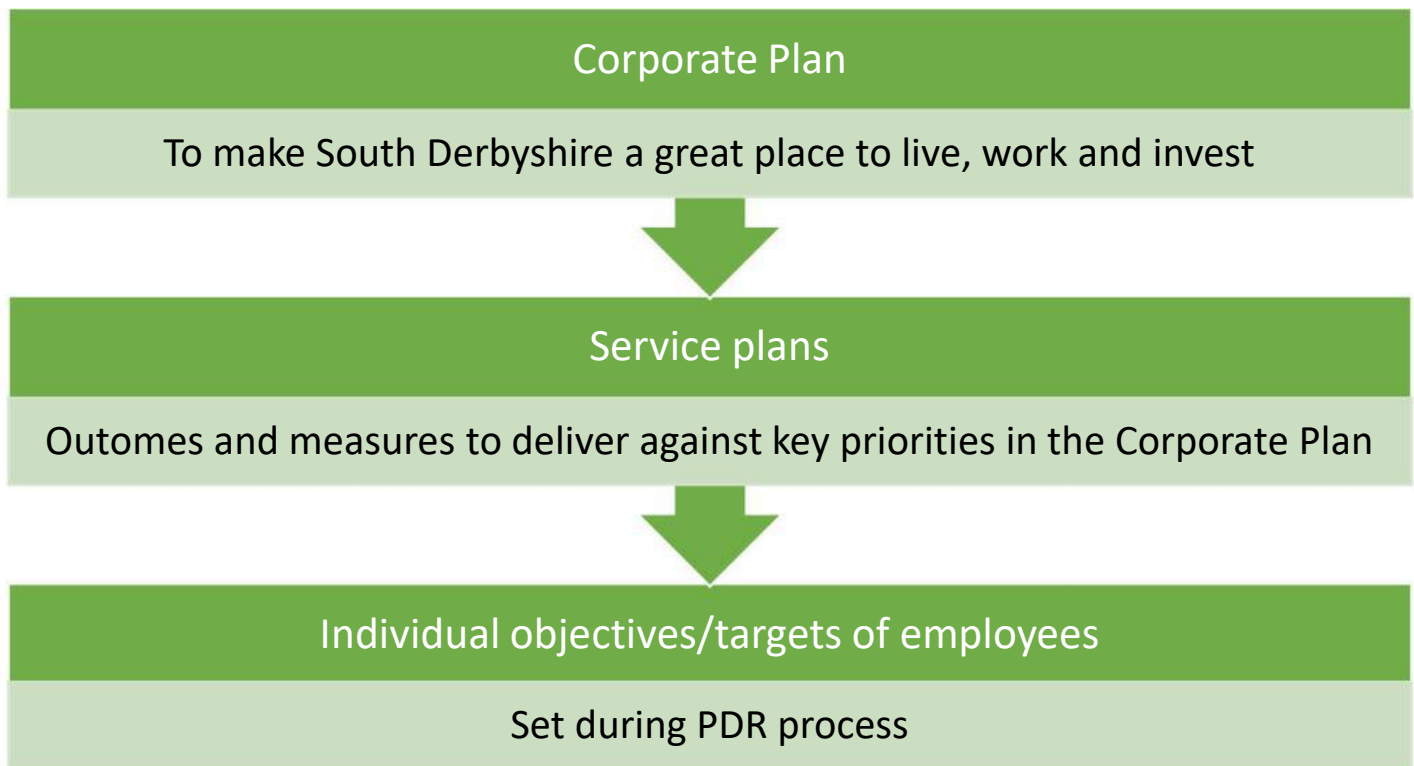 Corporate Plan
To make South Derbyshire a great place to live, work and invest
Service plans
Outomes and measures to deliver against key priorities in the Corporate Plan
Individual objectives/targets of employees
Set during PDR process